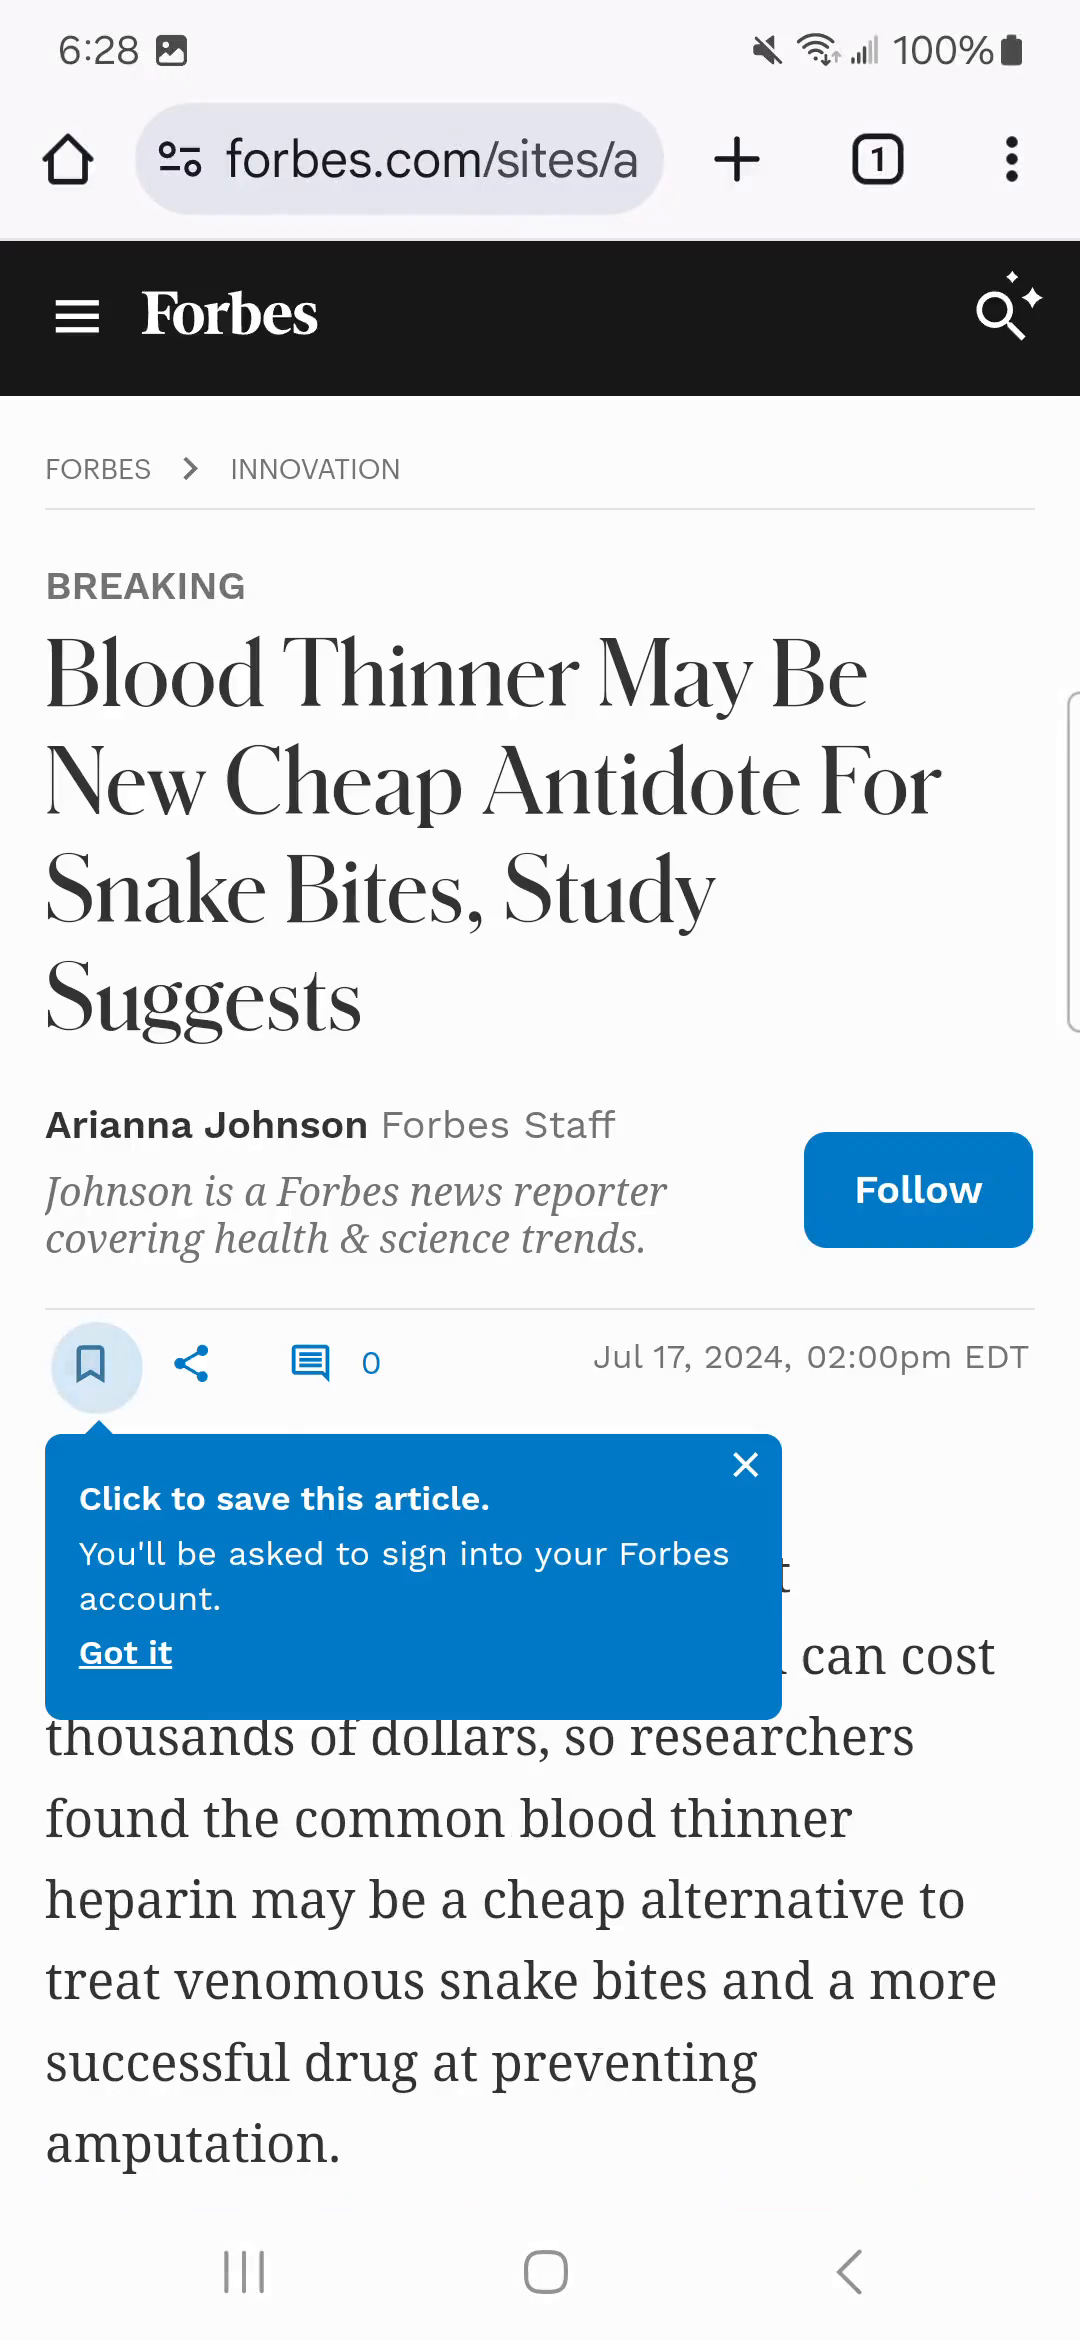 6:28
100%
forbes.com/sites/a
1
Forbes
FORBES > INNOVATION
BREAKING
Blood Thinner May Be
New Cheap Antidote For
Snake Bites, Study
Suggests
Arianna Johnson Forbes Staff
Johnson is a Forbes news reporter
covering health & science trends.
Follow
0
Jul 17, 2024, 02:00pm EDT
Click to save this article.
You'll be asked to sign into your Forbes
account.
Got it
can cost
thousands of dollars, so researchers
found the common blood thinner
heparin may be a cheap alternative to
treat venomous snake bites and a more
successful drug at preventing
amputation.